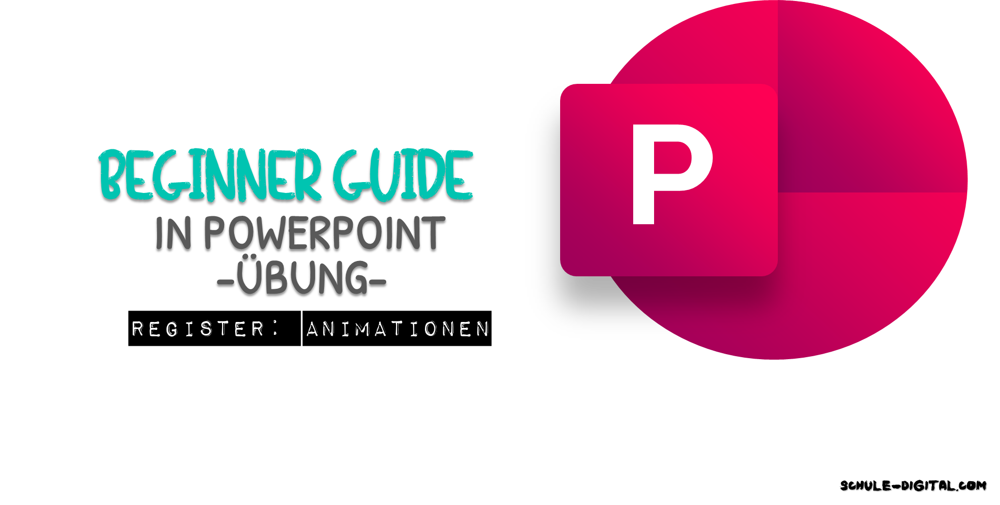 BEGINNER GUIDE
IN POWERPOINT
-ÜBUNG-
REGISTER: ANIMATIONEN
P
SCHULE-DIGITAL.COM